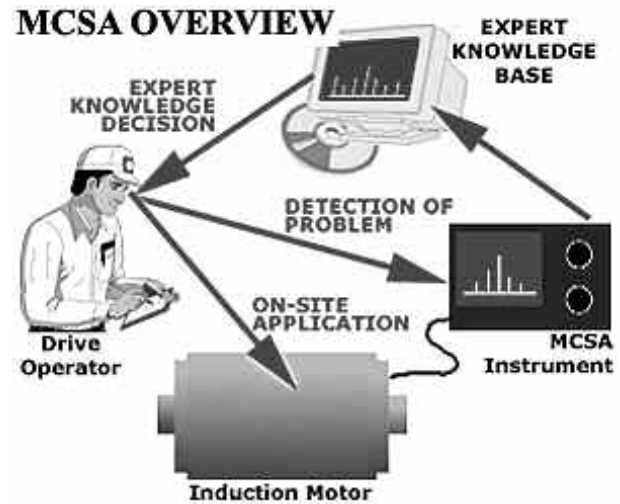 MCSA OVERVIEW
EXPERT
KNOWLEDGE
BASE
EXPERT
KNOWLEDGE
DECISION
DETECTION OF
PROBLEM
ON-SITE
APPLICATION
Drive
Operator
MCSA
Instrument
Induction Motor